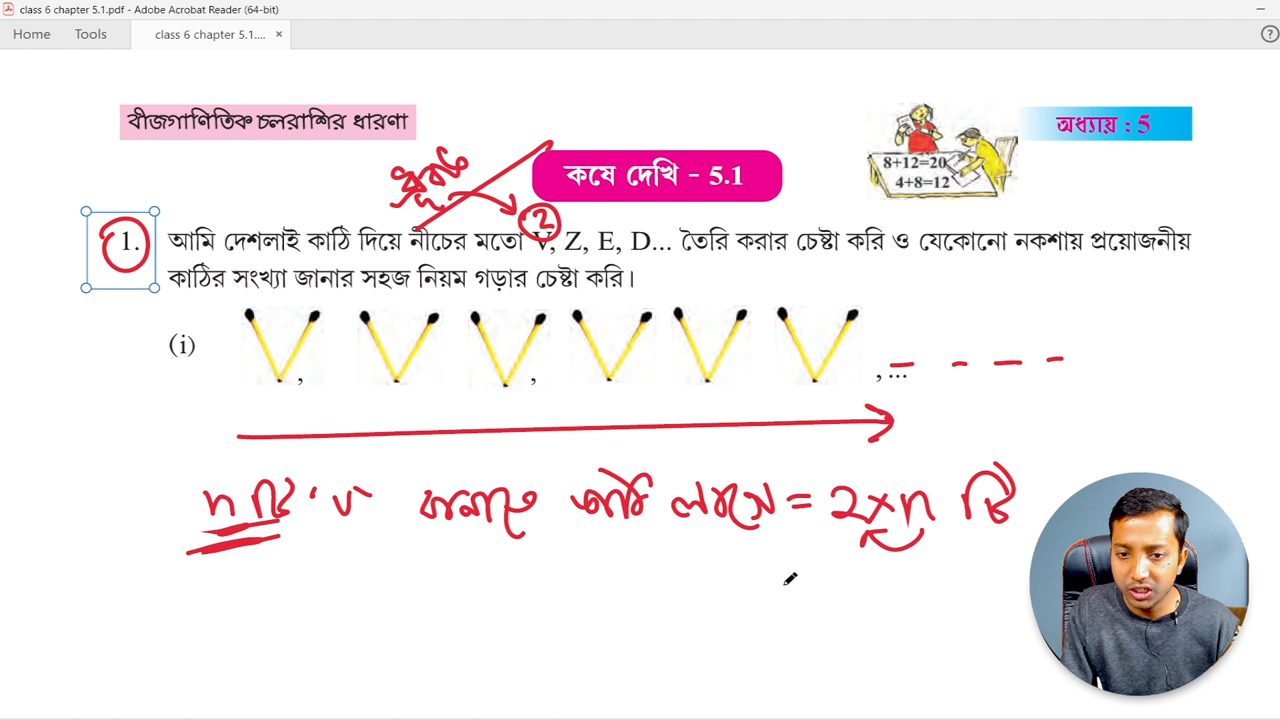 class 6 chapter 5.1.pdf - Adobe Acrobat Reader (64-bit)
Home Tools class 6 chapter 5.1.... × ?
বীজগাণিতিক চলরাশির ধারণা
8+12=20
4+8=12
অধ্যায় : 5
কষে দেখি - 5.1
2
1. আমি দেশলাই কাঠি দিয়ে নীচের মতো V, Z, E, D... তৈরি করার চেষ্টা করি ও যেকোনো নকশায় প্রয়োজনীয়
কাঠির সংখ্যা জানার সহজ নিয়ম গড়ার চেষ্টা করি।
(i) , , , ...
n টি 'V বানাতে কাঠি লাগে = 2×n টি